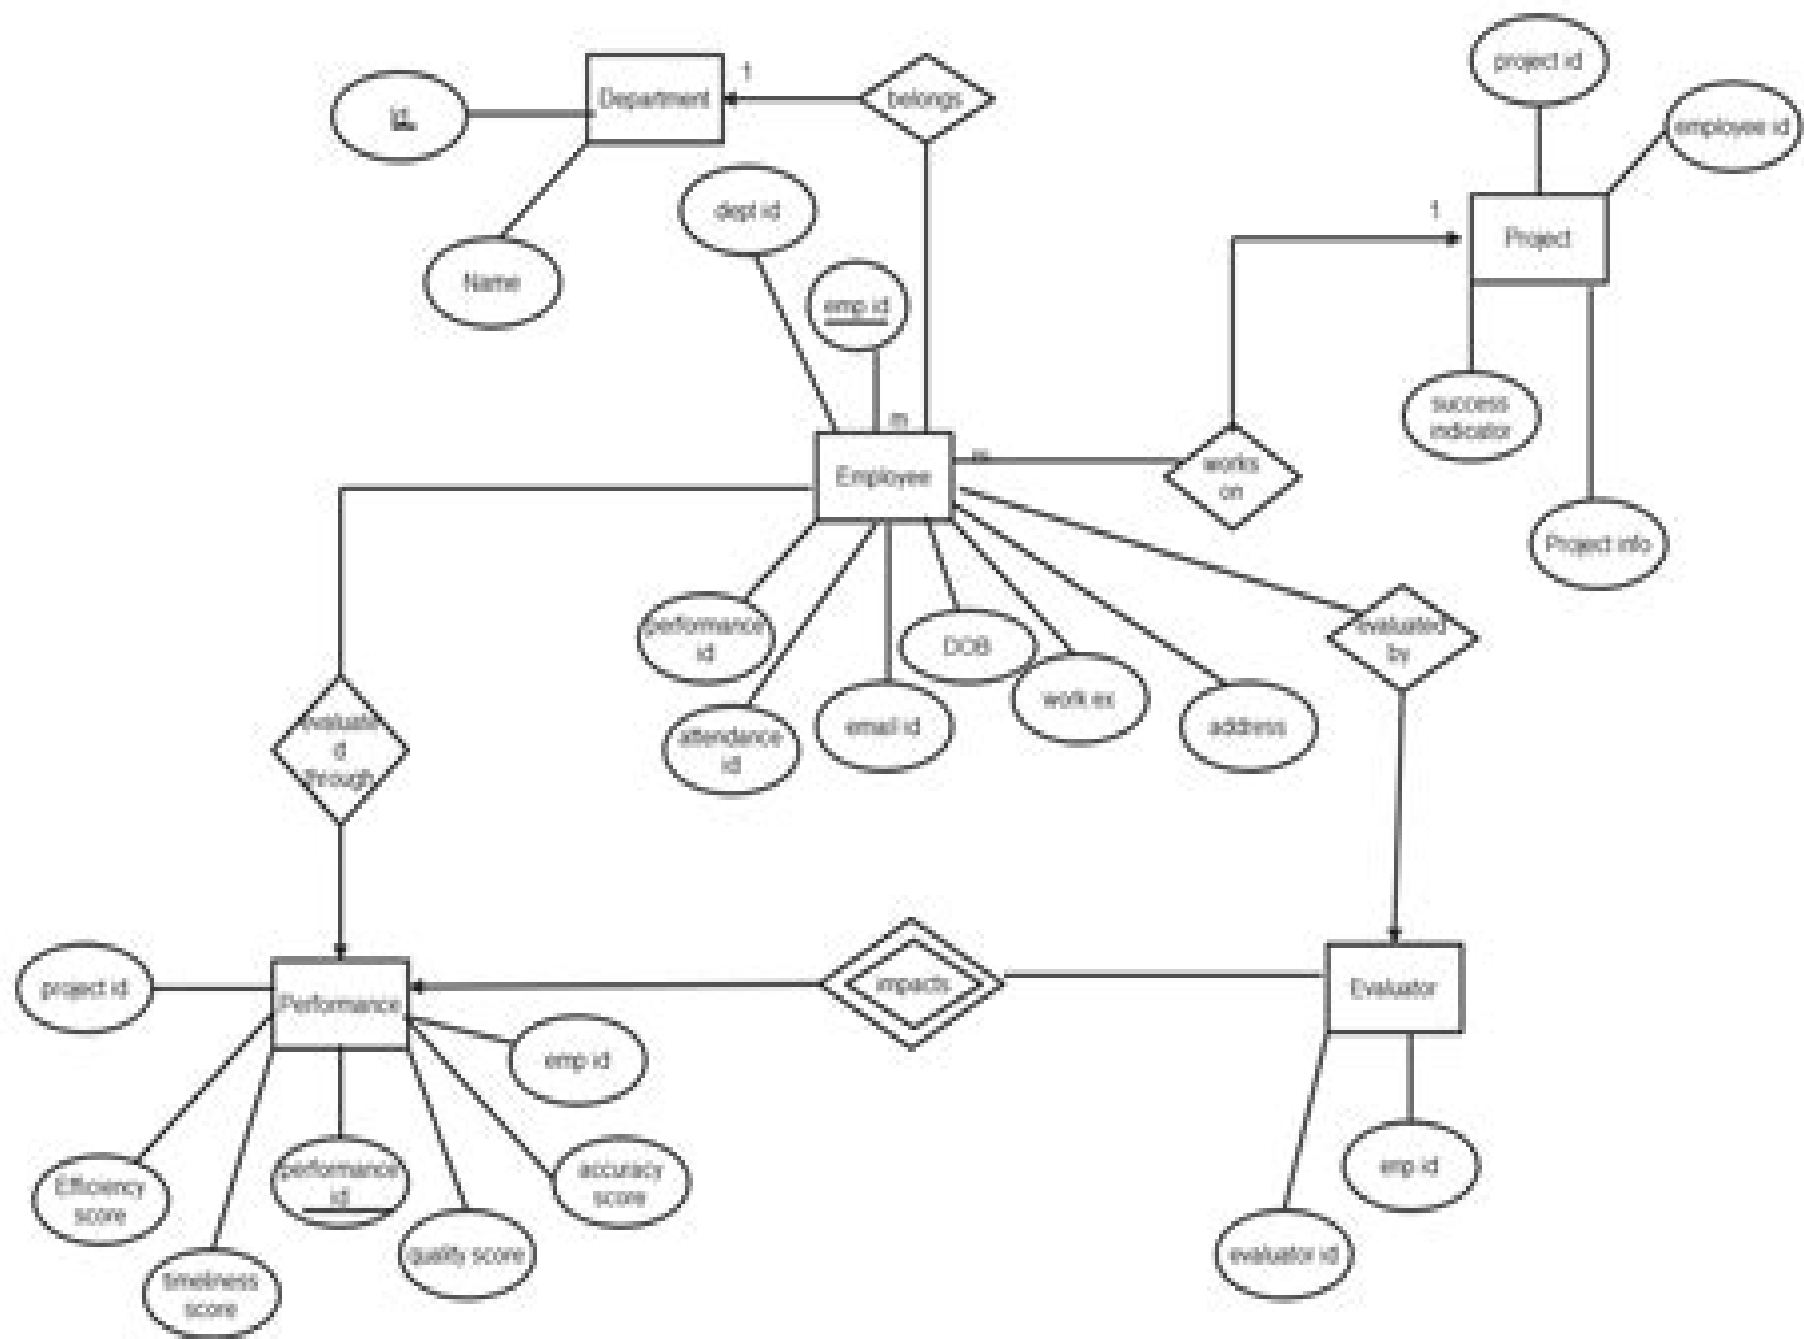 project id
1
id
Department
belongs
employee id
dept id
1
Project
Name
emp id
success
indicator
m
Employee
m
works
on
Project info
performance
id
DOB
evaluated
by
work ex
attendance
id
email id
address
evaluate
d
through
project id
Performance
impacts
Evaluator
emp id
Efficiency
score
performance
id
accuracy
score
enp id
timeliness
score
quality score
evaluator id